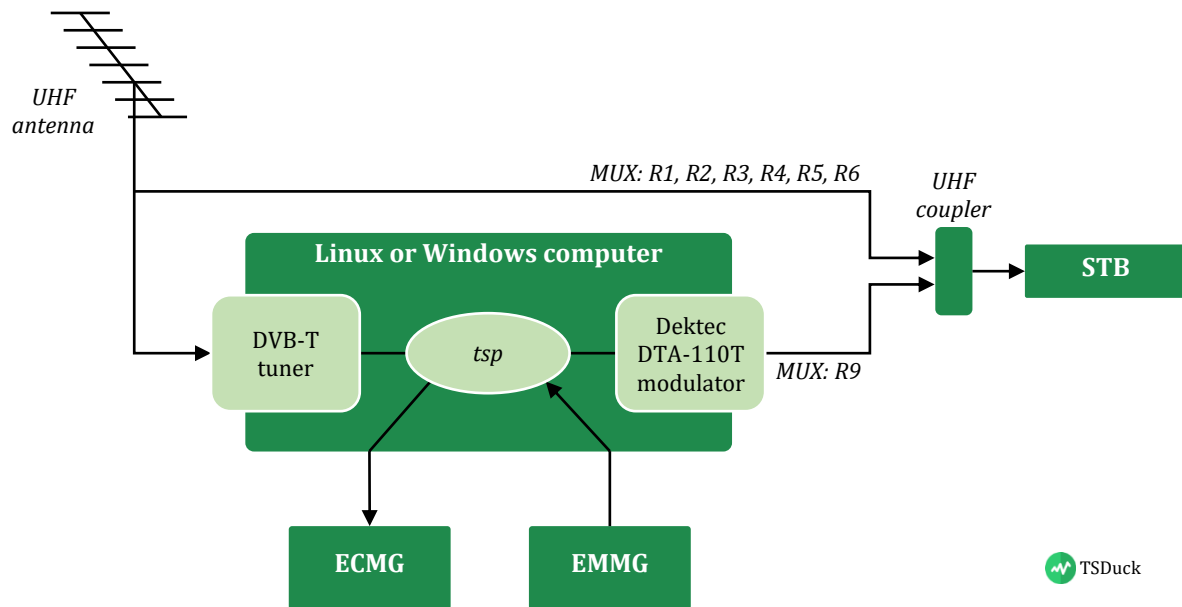 UHF
antenna
MUX: R1, R2, R3, R4, R5, R6
UHF
coupler
Linux or Windows computer
STB
DVB-T
tuner
tsp
Dektec
DTA-110T
modulator
MUX: R9
ECMG
EMMG
TSDuck